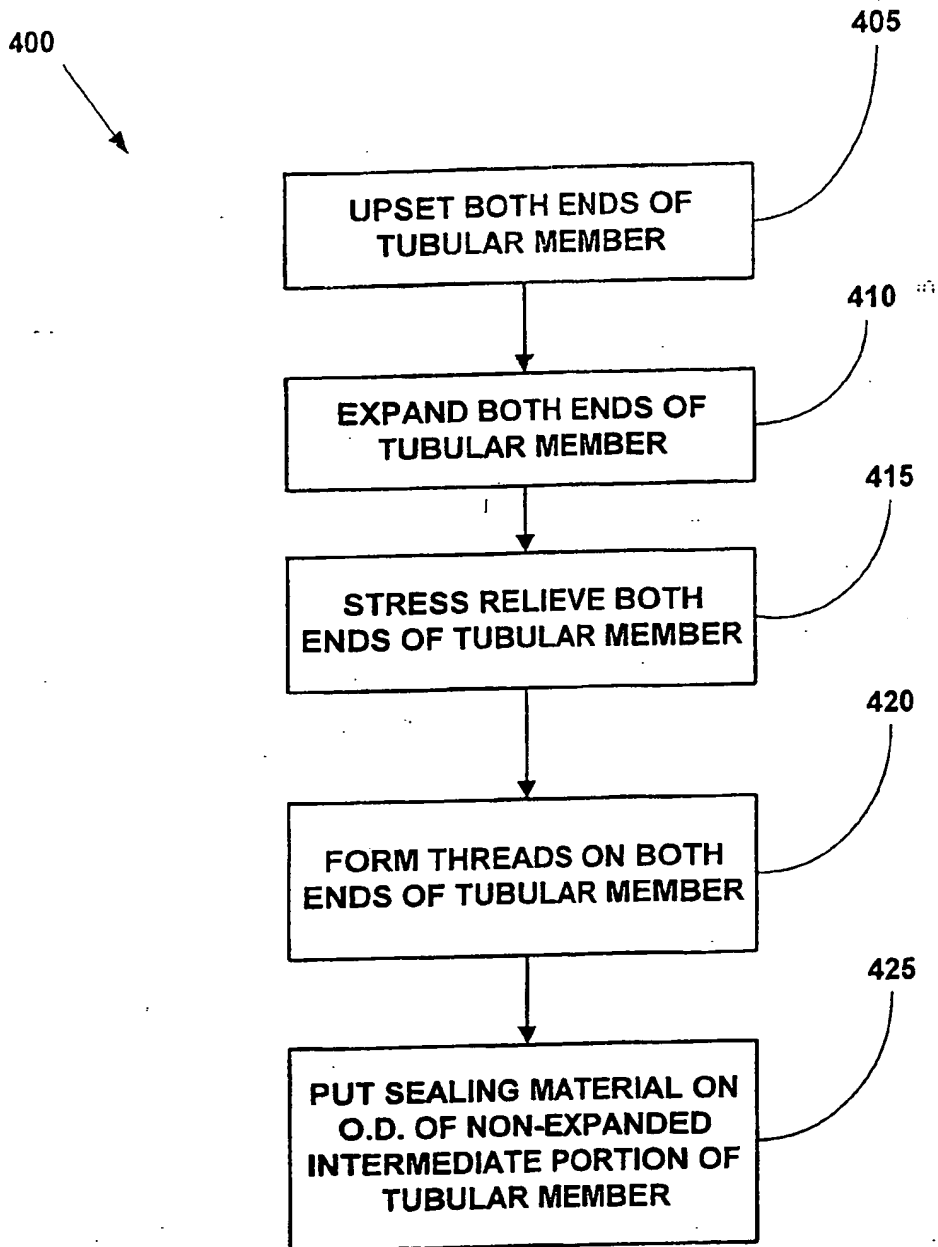 400
405
UPSET BOTH ENDS OF
TUBULAR MEMBER
410
EXPAND BOTH ENDS OF
TUBULAR MEMBER
415
STRESS RELIEVE BOTH
ENDS OF TUBULAR MEMBER
420
FORM THREADS ON BOTH
ENDS OF TUBULAR MEMBER
425
PUT SEALING MATERIAL ON
O.D. OF NON-EXPANDED
INTERMEDIATE PORTION OF
TUBULAR MEMBER